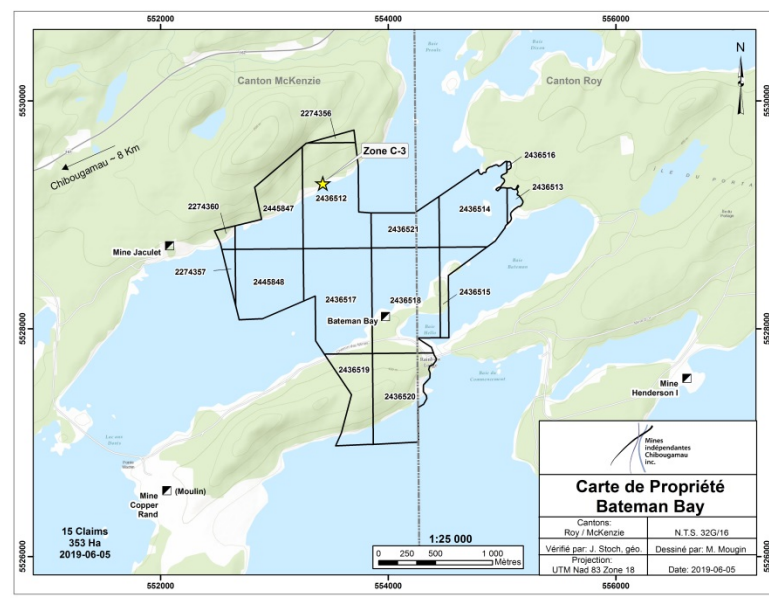 552000
554000
556000
5530000
5528000
5526000
5530000
5528000
5526000
552000
554000
556000
Canton McKenzie
Canton Roy
N
Chibougamau ~ 8 Km
Zone C-3
2274356
2436516
2436513
2436512
2436514
2274360
2445847
2436521
Mine Jaculet
2274357
2445848
2436517
2436518
2436515
Bateman Bay
2436519
2436520
Mine
Henderson I
Mine
Copper
Rand
(Moulin)
15 Claims
353 Ha
2019-06-05
1:25 000
0 250 500 1 000
Mètres
Mines
indépendantes
Chibougamau
inc.
Carte de Propriété
Bateman Bay
Cantons:
Roy / McKenzie
N.T.S. 32G/16
Vérifié par: J. Stoch, géo.
Dessiné par: M. Mougin
Projection:
UTM Nad 83 Zone 18
Date: 2019-06-05